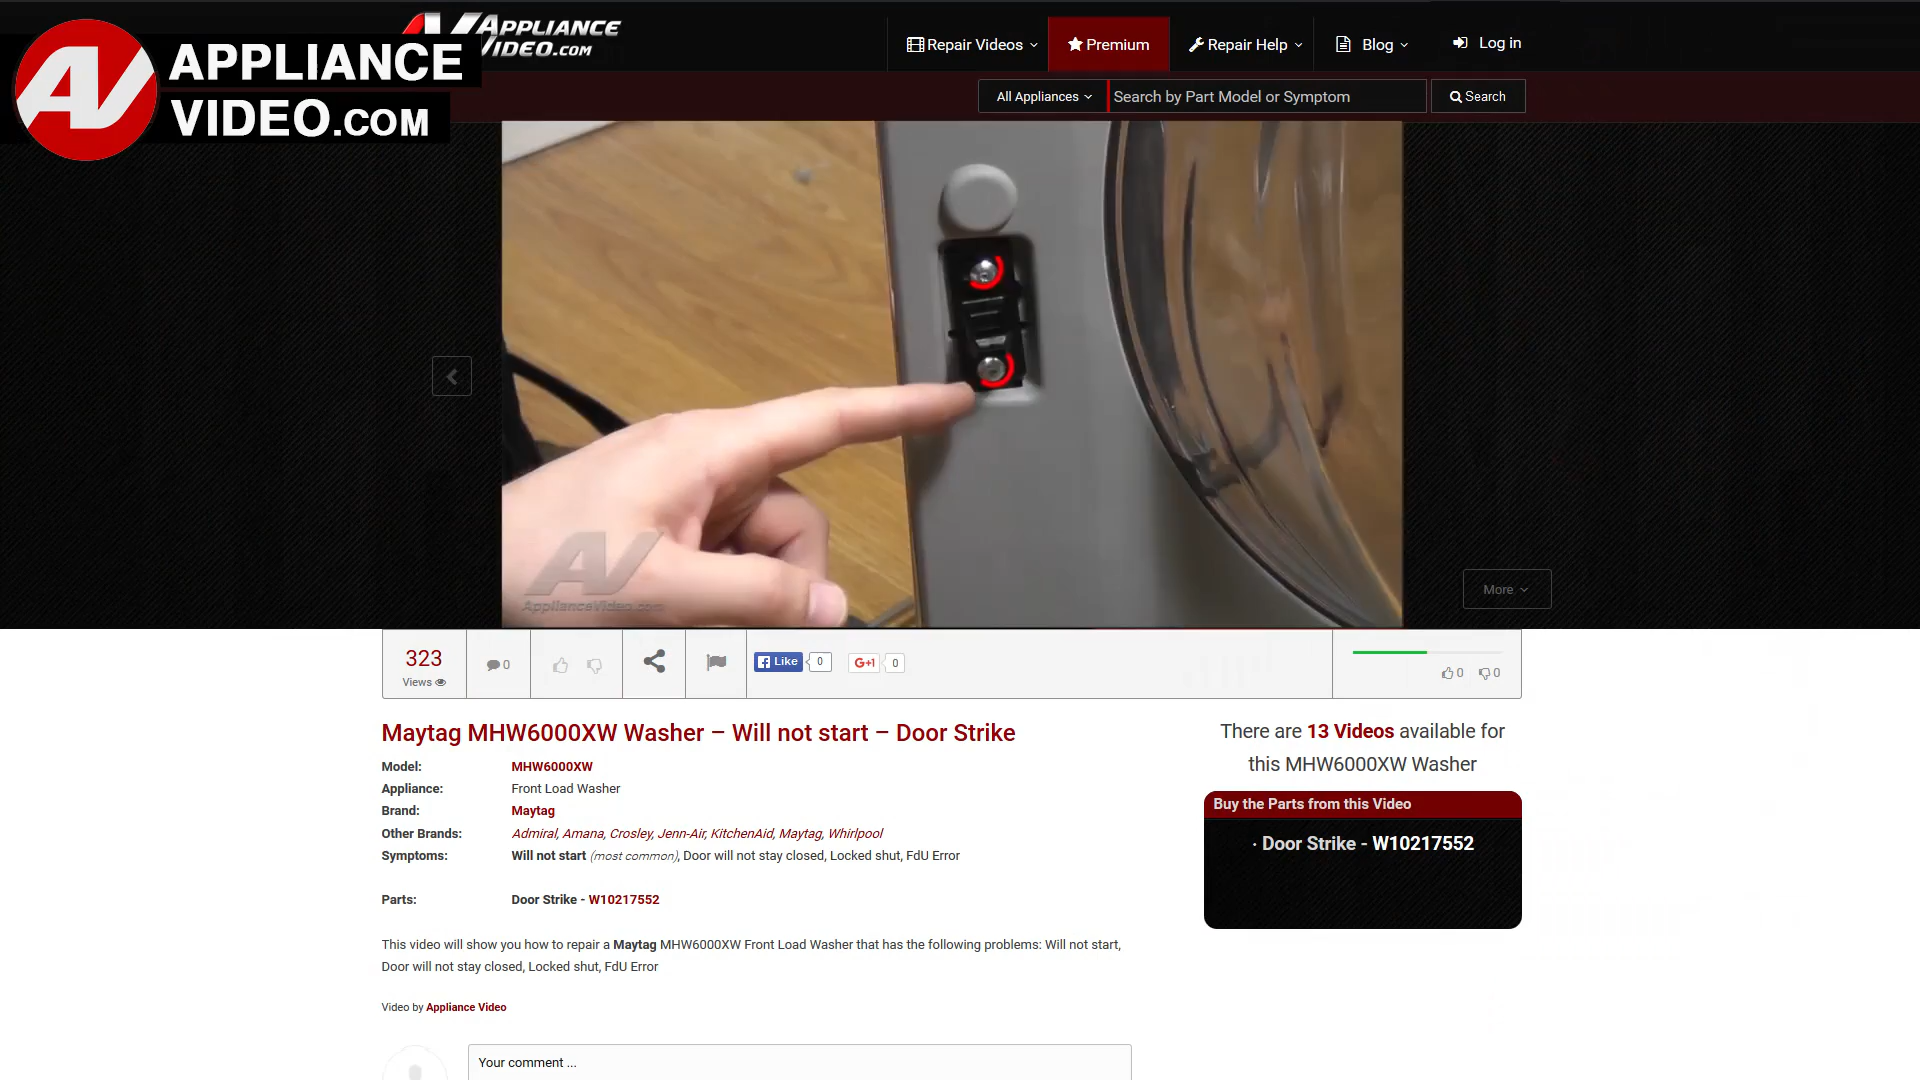 APPLIANCE
VIDEO.COM
APPLIANCE
VIDEO.COM
Repair Videos
Premium
Repair Help
Blog
Log in
All Appliances
Search by Part Model or Symptom
Search
AV
ApplianceVideo.com
More
323
Views
0
Like
0
G+1
0
0
0
Maytag MHW6000XW Washer – Will not start – Door Strike
Model: MHW6000XW
Appliance: Front Load Washer
Brand: Maytag
Other Brands: Admiral, Amana, Crosley, Jenn-Air, KitchenAid, Maytag, Whirlpool
Symptoms: Will not start (most common), Door will not stay closed, Locked shut, FdU Error
Parts: Door Strike - W10217552
This video will show you how to repair a Maytag MHW6000XW Front Load Washer that has the following problems: Will not start,
Door will not stay closed, Locked shut, FdU Error
Video by Appliance Video
Your comment ...
There are 13 Videos available for
this MHW6000XW Washer
Buy the Parts from this Video
· Door Strike - W10217552